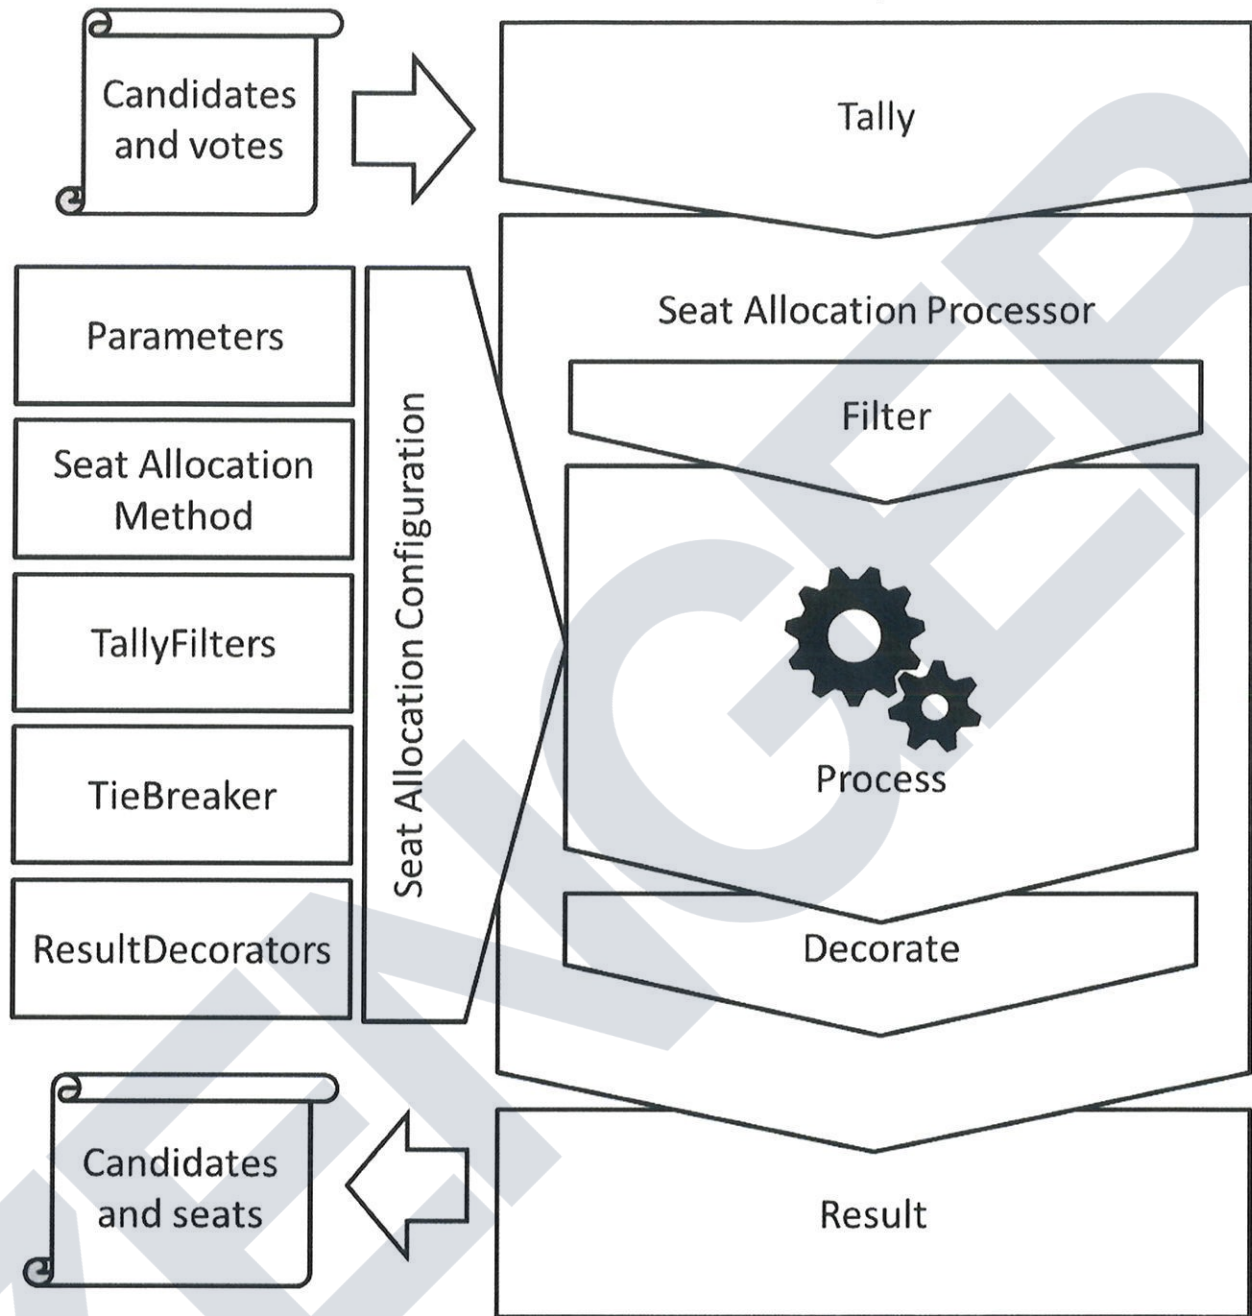 Candidates
and votes
Tally
Parameters
Seat Allocation
Method
TallyFilters
TieBreaker
ResultDecorators
Seat Allocation Configuration
Seat Allocation Processor
Filter
Process
Decorate
Result
Candidates
and seats